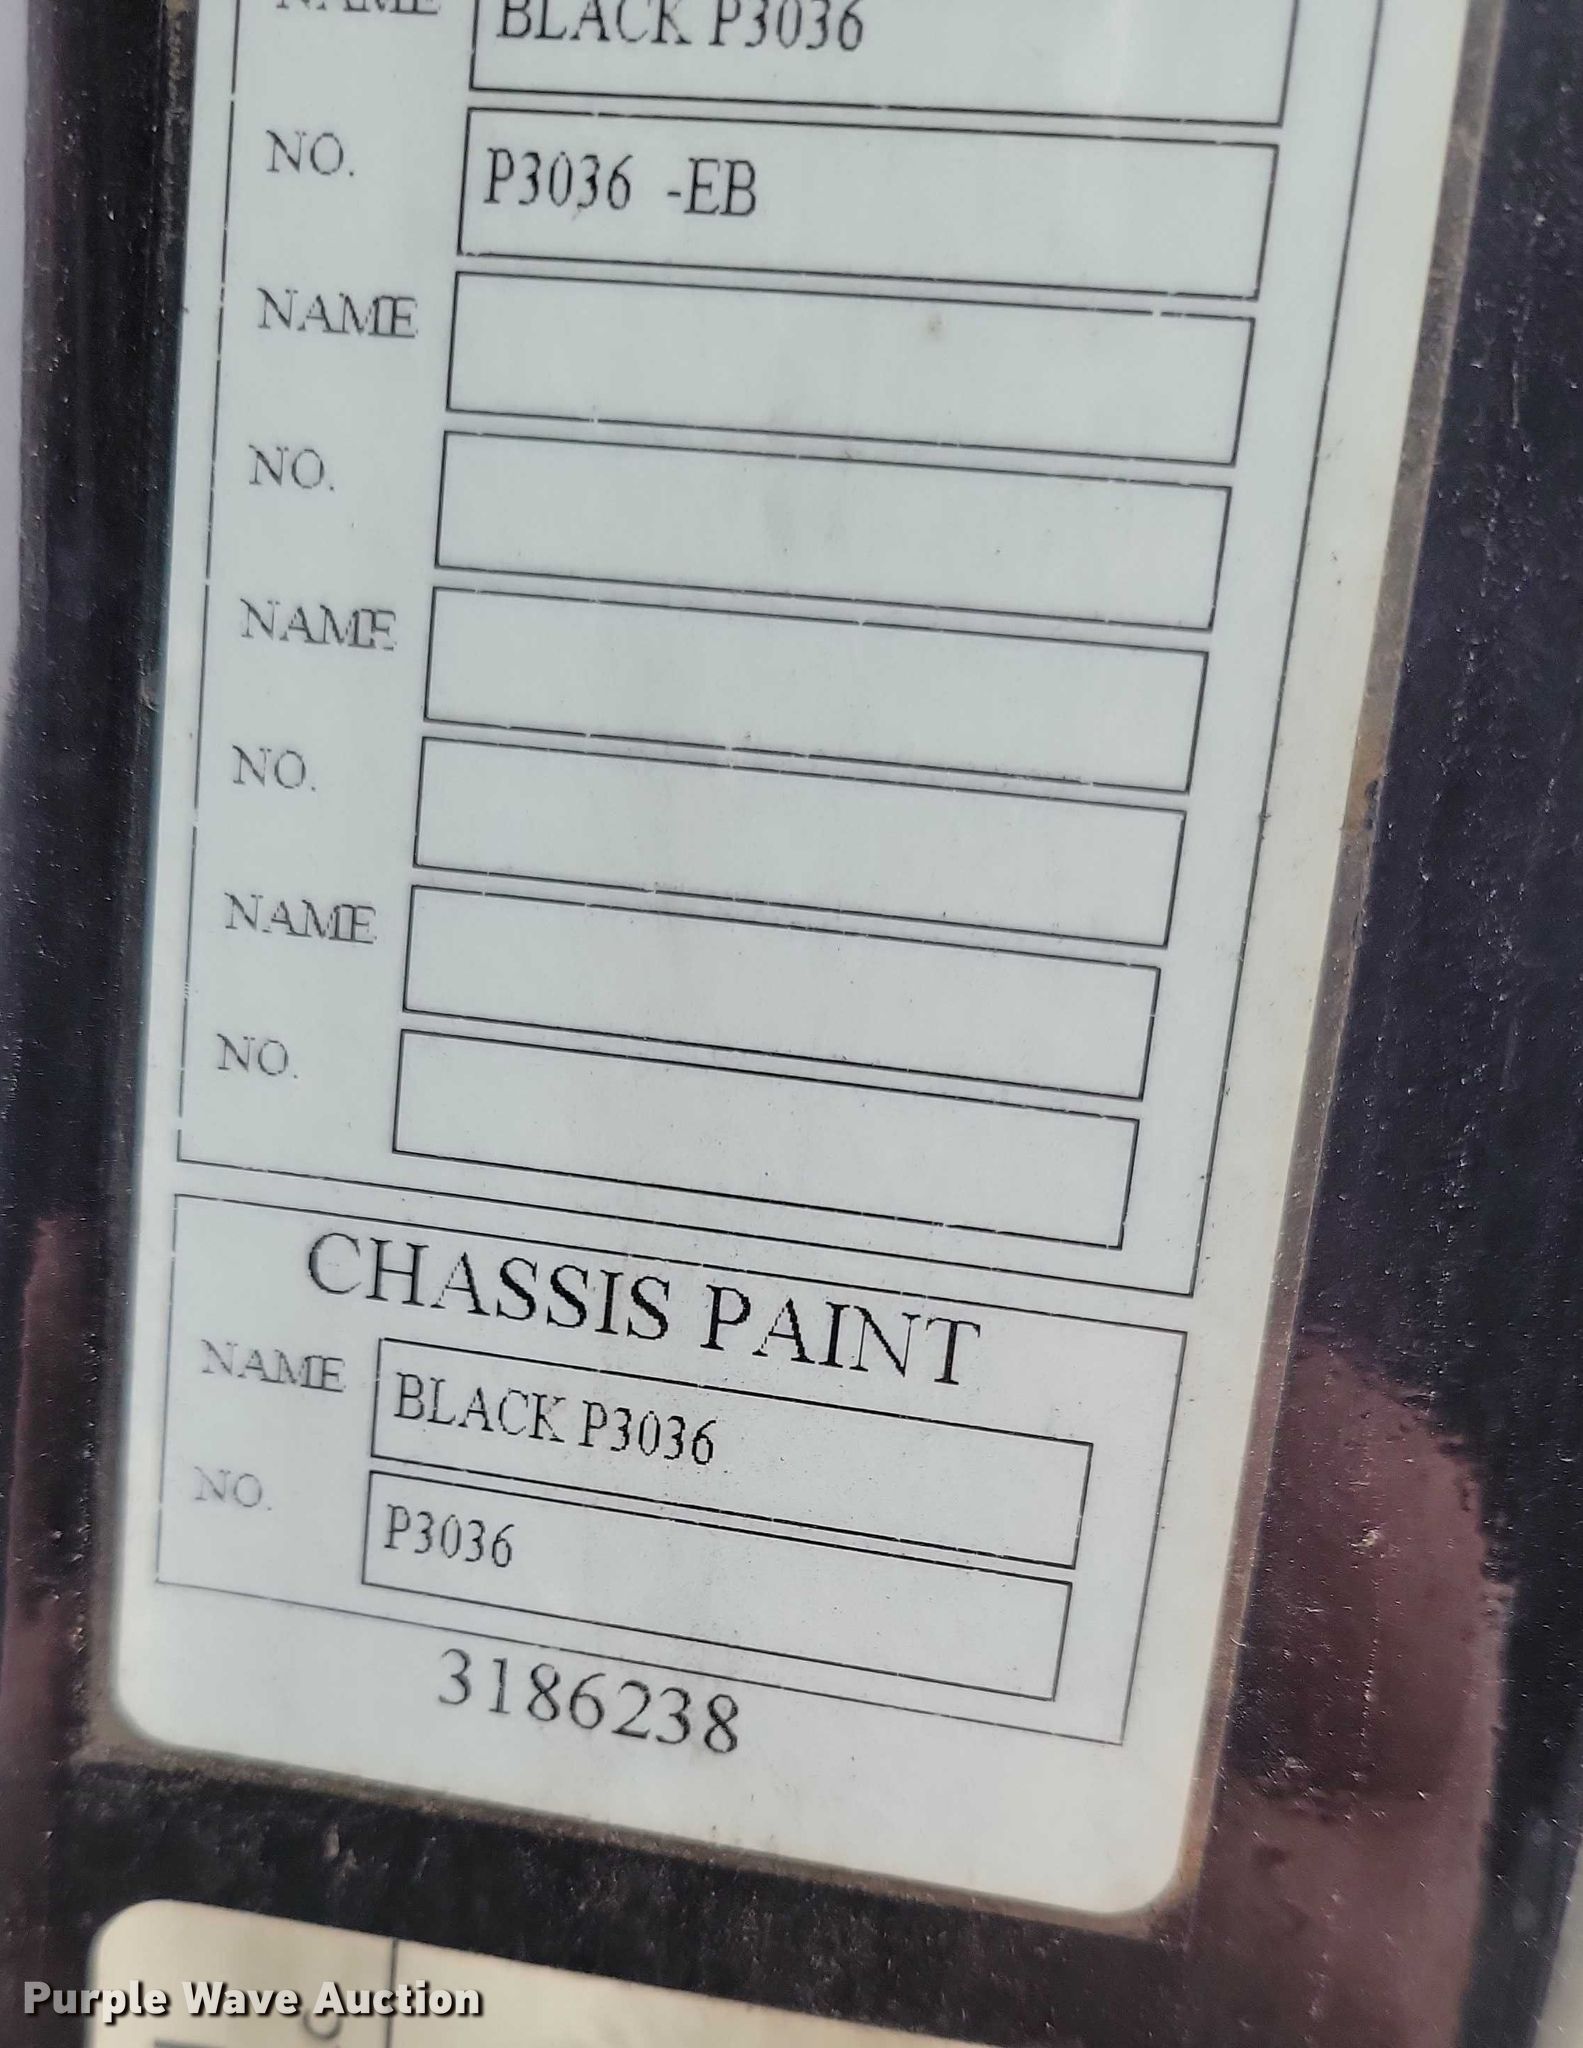 NAME BLACK P3036
NO. P3036 -EB
NAME
NO.
NAME
NO.
NAME
NO.
CHASSIS PAINT
NAME BLACK P3036
NO. P3036
3186238
Purple Wave Auction